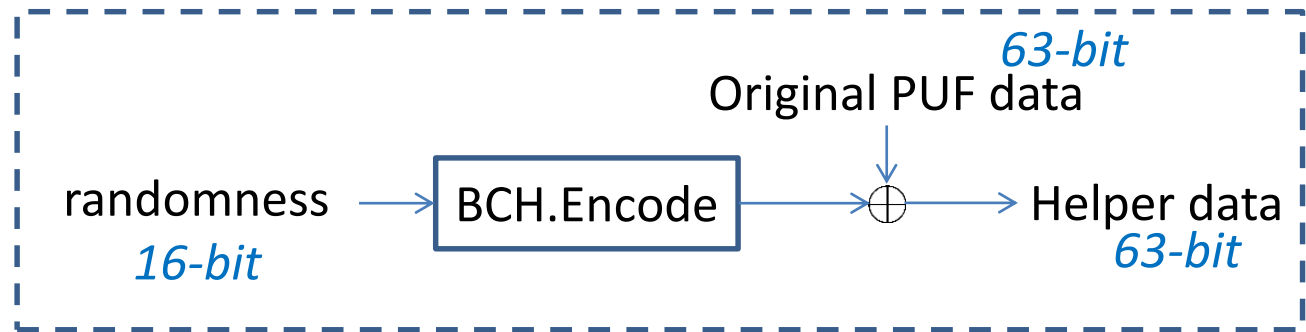 63-bit
Original PUF data
randomness
BCH.Encode
Helper data
16-bit
63-bit